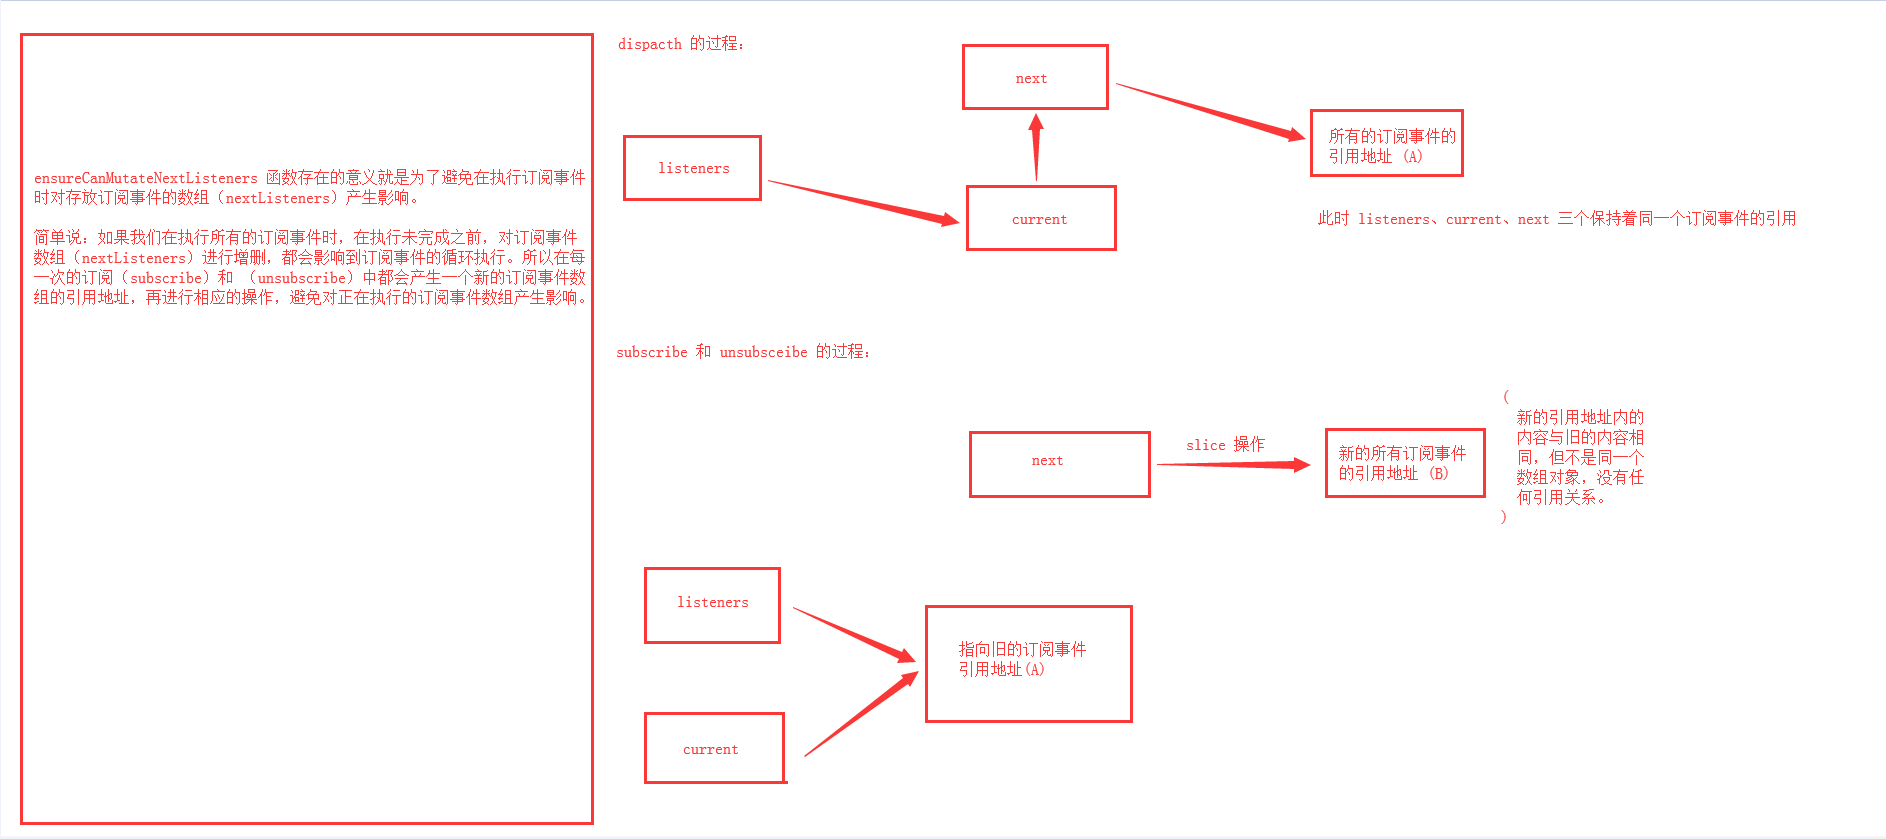 ensureCanMutateNextListeners 函数存在的意义就是为了避免在执行订阅事件
时对存放订阅事件的数组（nextListeners）产生影响。
简单说：如果我们在执行所有的订阅事件时，在执行未完成之前，对订阅事件
数组（nextListeners）进行增删，都会影响到订阅事件的循环执行。所以在每
一次的订阅（subscribe）和 （unsubscribe）中都会产生一个新的订阅事件数
组的引用地址，再进行相应的操作，避免对正在执行的订阅事件数组产生影响。
dispacth 的过程：
next
listeners
current
所有的订阅事件的
引用地址 (A)
此时 listeners、current、next 三个保持着同一个订阅事件的引用
subscribe 和 unsubsceibe 的过程：
next
slice 操作
新的所有订阅事件
的引用地址 (B)
（
新的引用地址内的
内容与旧的内容相
同，但不是同一个
数组对象，没有任
何引用关系。
）
listeners
指向旧的订阅事件
引用地址(A)
current